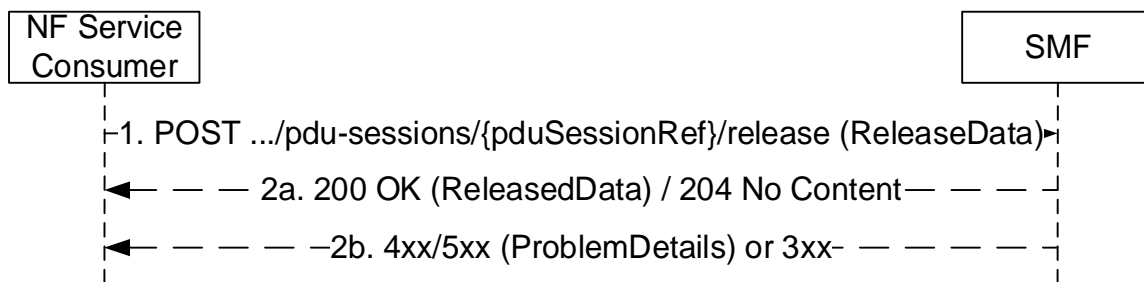 NF Service
Consumer
SMF
1. POST .../pdu-sessions/{pduSessionRef}/release (ReleaseData)
2a. 200 OK (ReleasedData) / 204 No Content
2b. 4xx/5xx (ProblemDetails) or 3xx